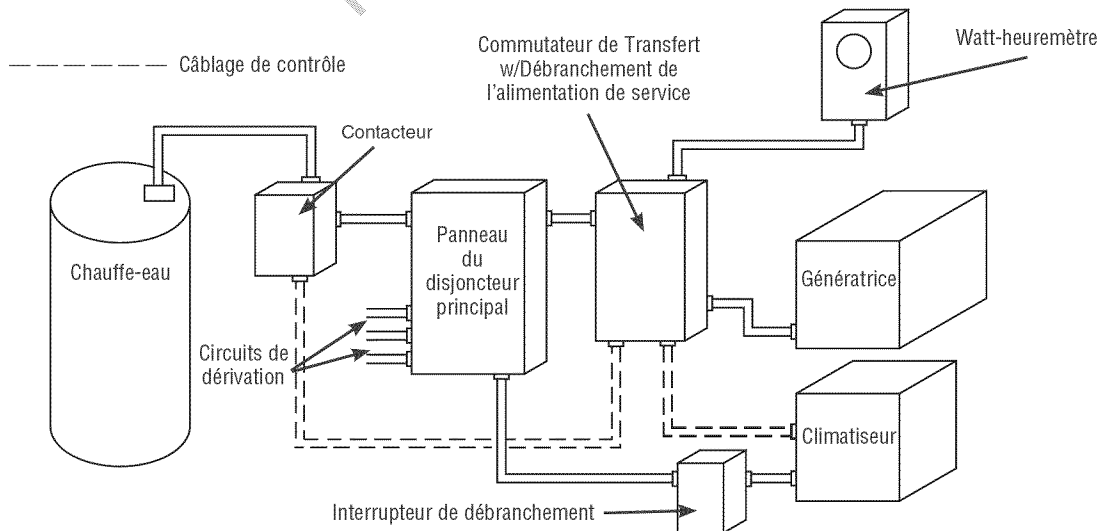 Commutateur de Transfert
w/Débranchement de
l'alimentation de service
Watt-heuremètre
Câblage de contrôle
Contacteur
Chauffe-eau
Panneau
du
disjoncteur
principal
Génératrice
Circuits de
dérivation
Climatiseur
Interrupteur de débranchement